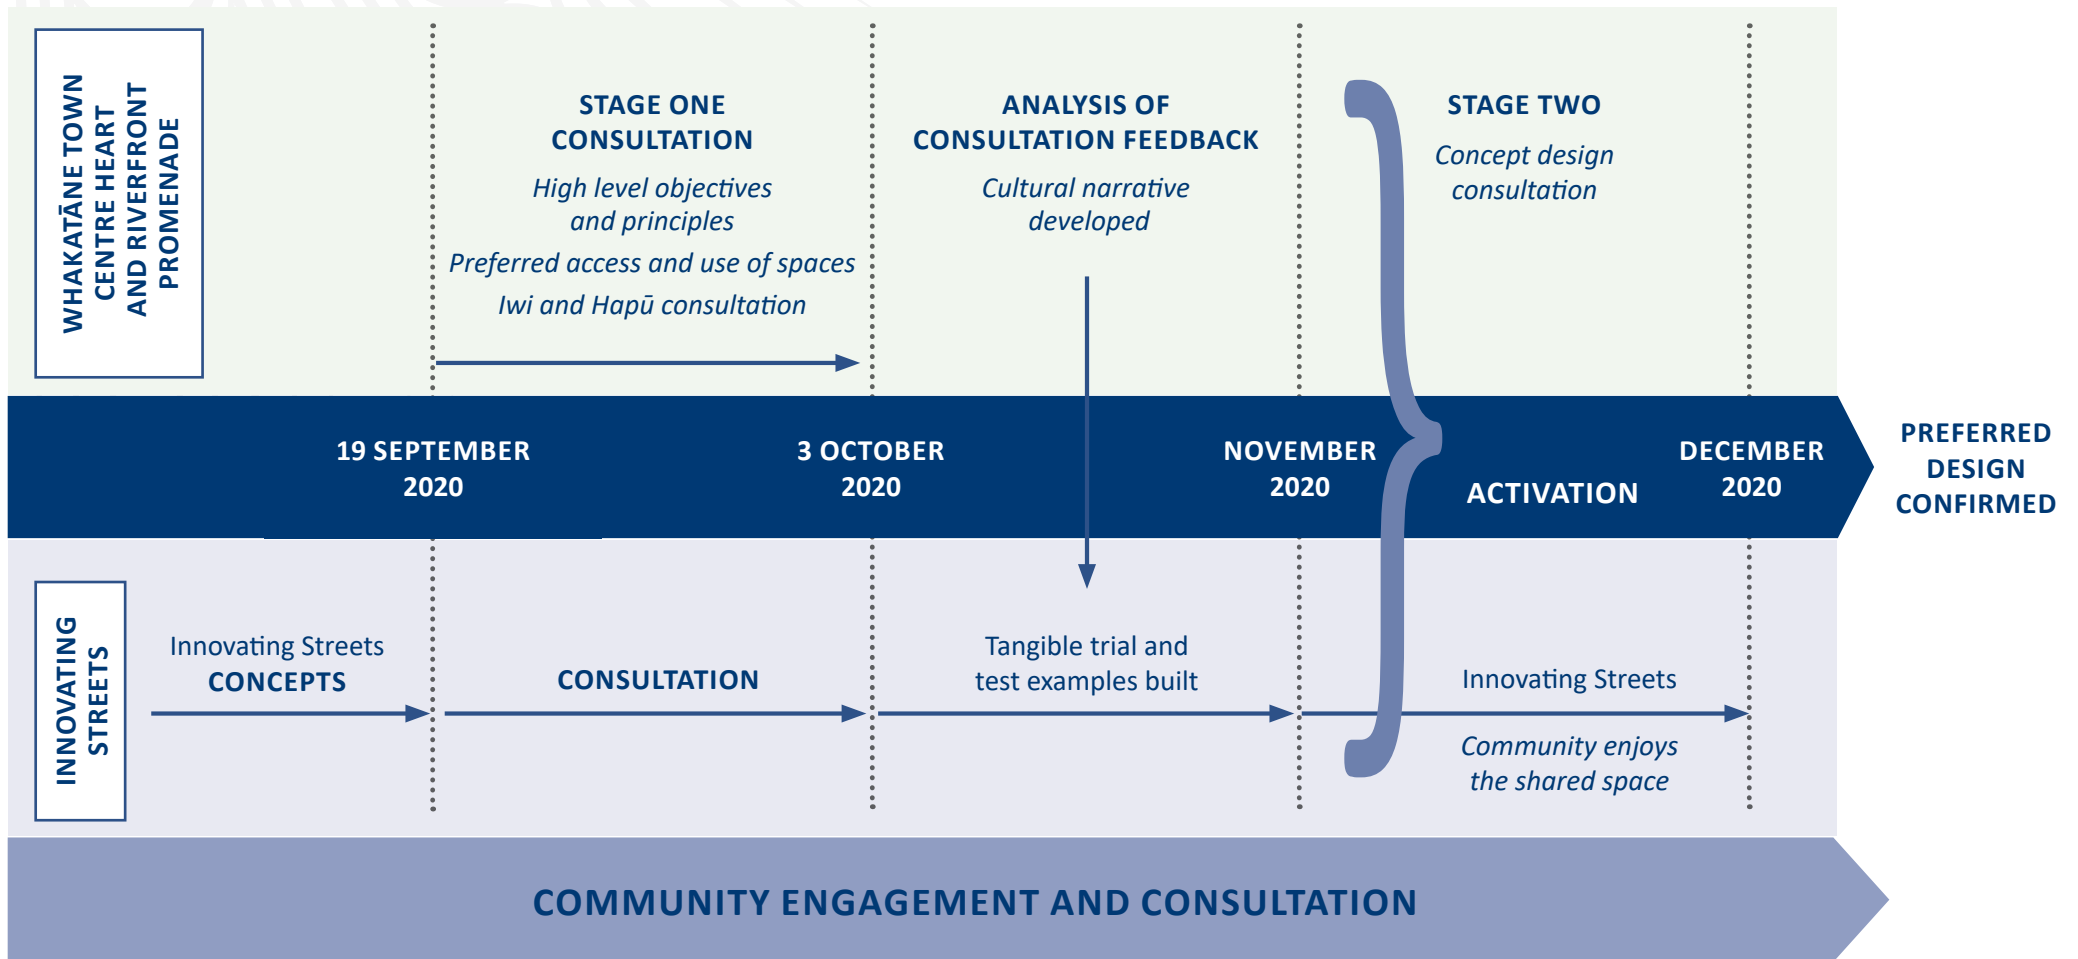 WHAKATĀNE TOWN
CENTRE HEART
AND RIVERFRONT
PROMENADE
STAGE ONE
CONSULTATION
High level objectives
and principles
Preferred access and use of spaces
Iwi and Hapū consultation
ANALYSIS OF
CONSULTATION FEEDBACK
Cultural narrative
developed
STAGE TWO
Concept design
consultation
19 SEPTEMBER
2020
3 OCTOBER
2020
NOVEMBER
2020
ACTIVATION
DECEMBER
2020
PREFERRED
DESIGN
CONFIRMED
INNOVATING
STREETS
Innovating Streets
CONCEPTS
CONSULTATION
Tangible trial and
test examples built
Innovating Streets
Community enjoys
the shared space
COMMUNITY ENGAGEMENT AND CONSULTATION